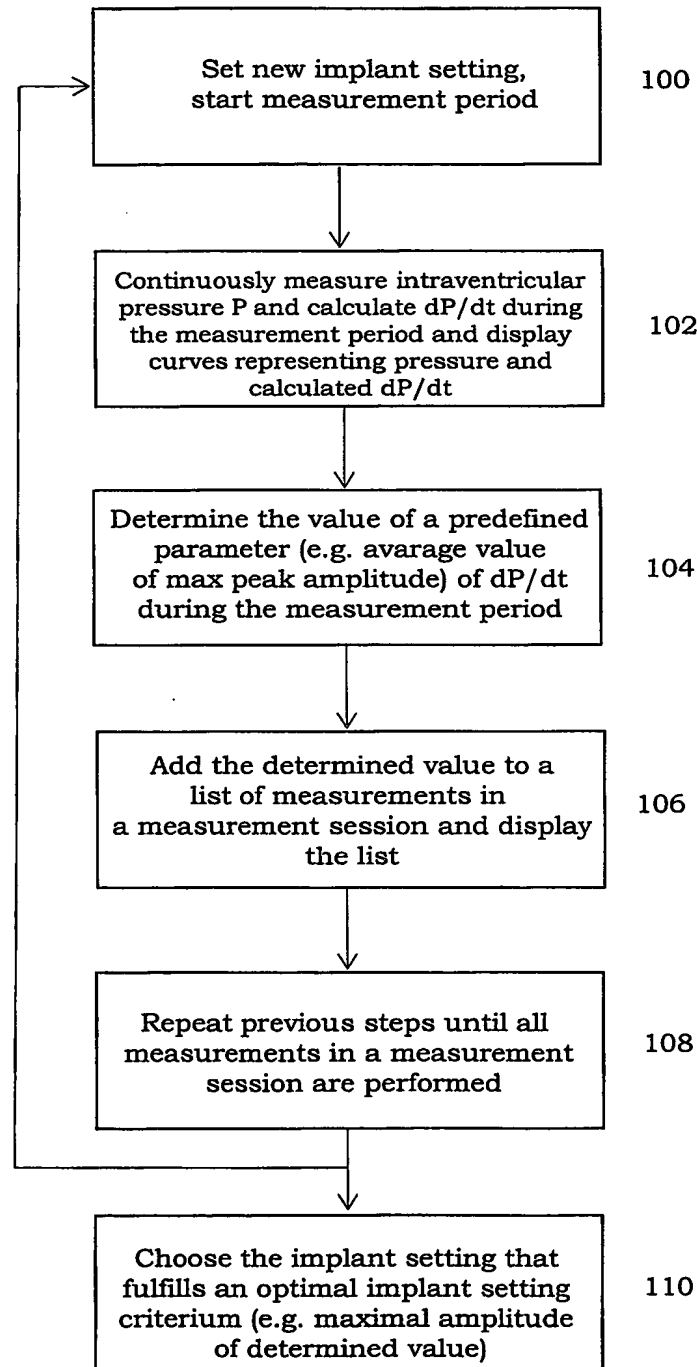 Set new implant setting,
start measurement period
100
Continuously measure intraventricular
pressure P and calculate dP/dt during
the measurement period and display
curves representing pressure and
calculated dP/dt
102
Determine the value of a predefined
parameter (e.g. avarage value
of max peak amplitude) of dP/dt
during the measurement period
104
Add the determined value to a
list of measurements in
a measurement session and display
the list
106
Repeat previous steps until all
measurements in a measurement
session are performed
108
Choose the implant setting that
fulfills an optimal implant setting
criterium (e.g. maximal amplitude
of determined value)
110